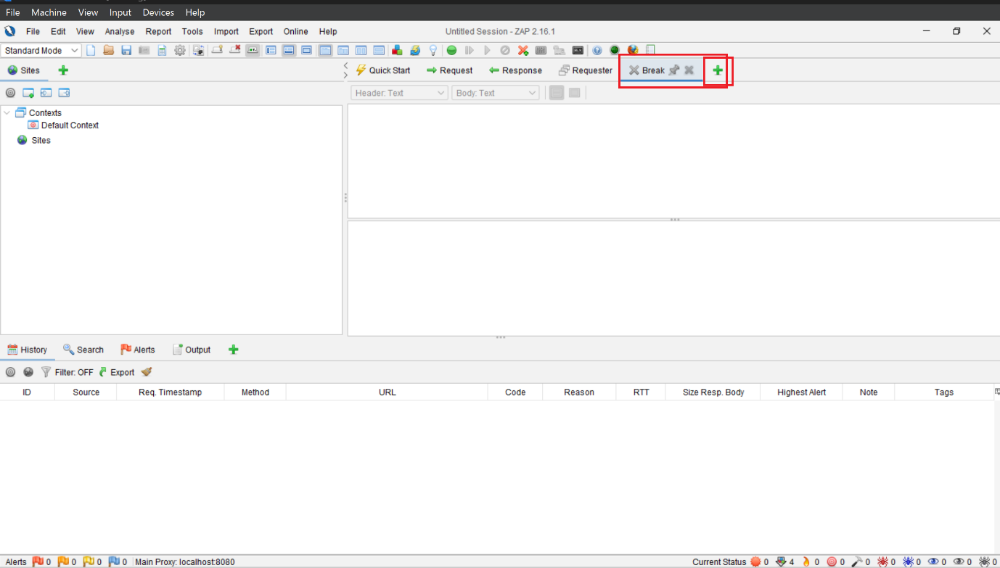 File Machine View Input Devices Help
File Edit View Analyse Report Tools Import Export Online Help Untitled Session - ZAP 2.16.1
Standard Mode
Sites Quick Start Request Response Requester Break
Header: Text Body: Text
Contexts
Default Context
Sites
History Search Alerts Output
Filter: OFF Export
ID Source Req. Timestamp Method URL Code Reason RTT Size Resp. Body Highest Alert Note Tags
Alerts 0 0 0 0 Main Proxy: localhost:8080 Current Status 0 4 0 0 0 0 0 0 0 0